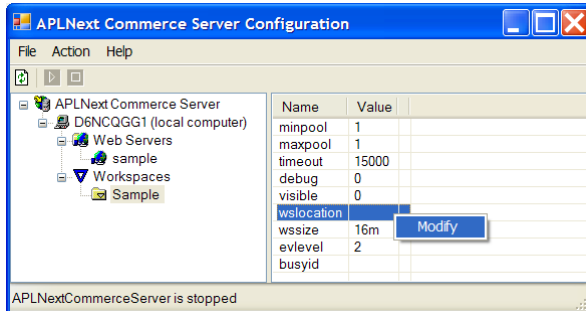 APLNext Commerce Server Configuration
File Action Help
APLNext Commerce Server
D6NCQGG1 (local computer)
Web Servers
sample
Workspaces
Sample
Name Value
minpool 1
maxpool 1
timeout 15000
debug 0
visible 0
wslocation
Modify
wssize 16m
evlevel 2
busyid
APLNextCommerceServer is stopped